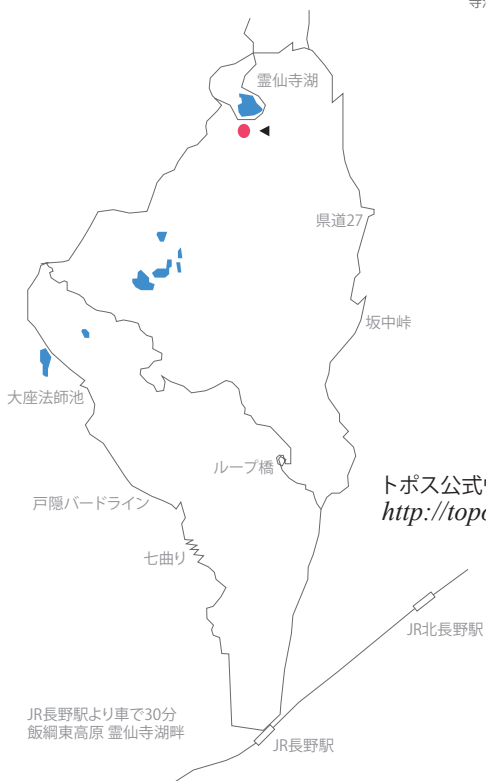 霊仙寺湖
県道27
坂中峠
大座法師池
ループ橋
戸隠バードライン
トポス公式
http://topo
七曲り
JR北長野駅
JR長野駅より車で30分
飯綱東高原 霊仙寺湖畔
JR長野駅